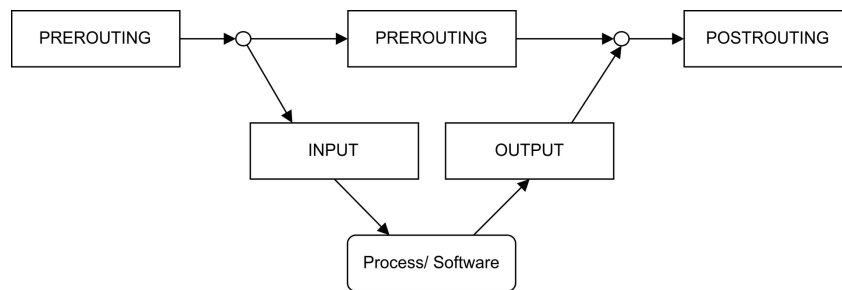 PREROUTING
PREROUTING
POSTROUTING
INPUT
OUTPUT
Process/ Software